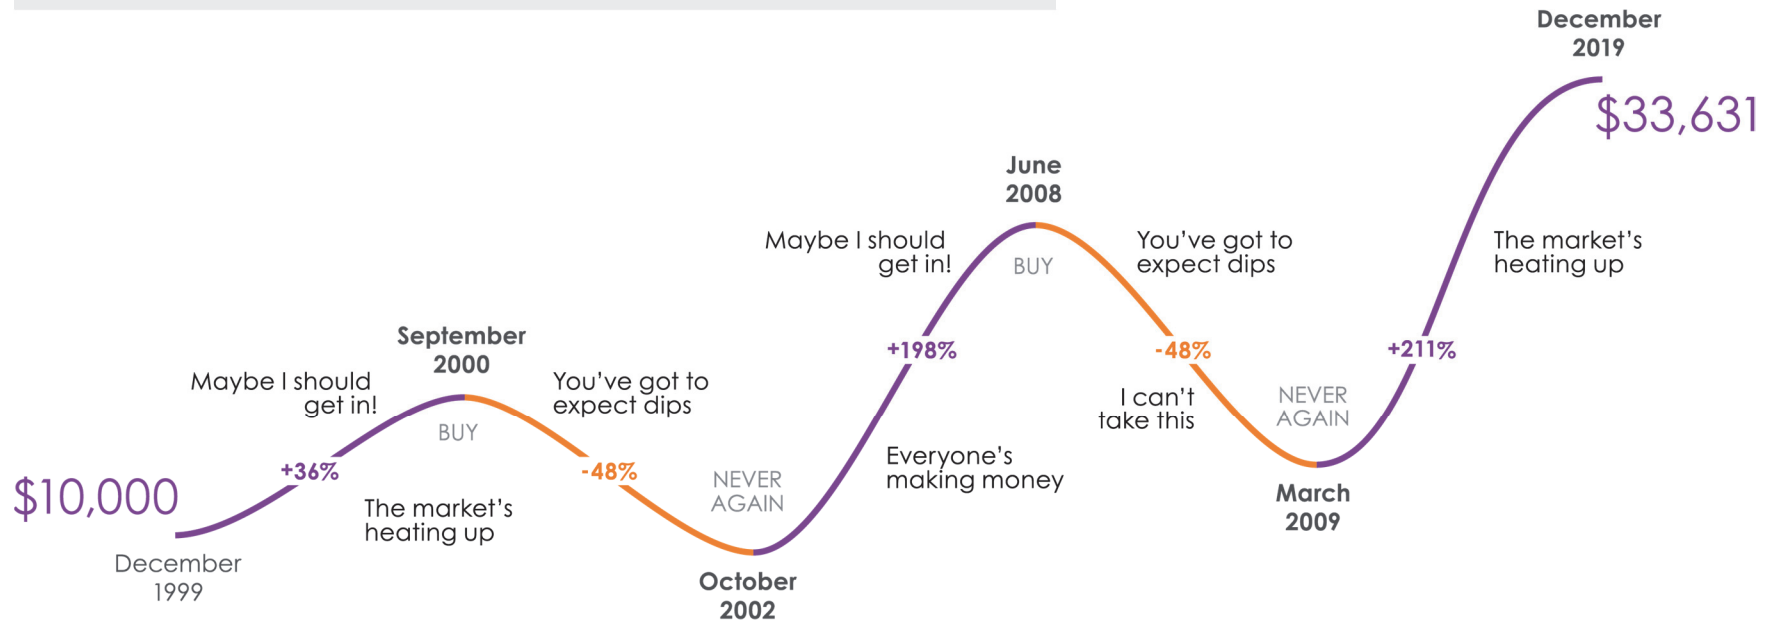 $10,000
December
1999
+36%
The market's
heating up
Maybe I should
get in!
September
2000
BUY
You've got to
expect dips
-48%
NEVER
AGAIN
October
2002
Everyone's
making money
+198%
Maybe I should
get in!
June
2008
BUY
You've got to
expect dips
-48%
I can't
take this
NEVER
AGAIN
March
2009
+211%
The market's
heating up
December
2019
$33,631